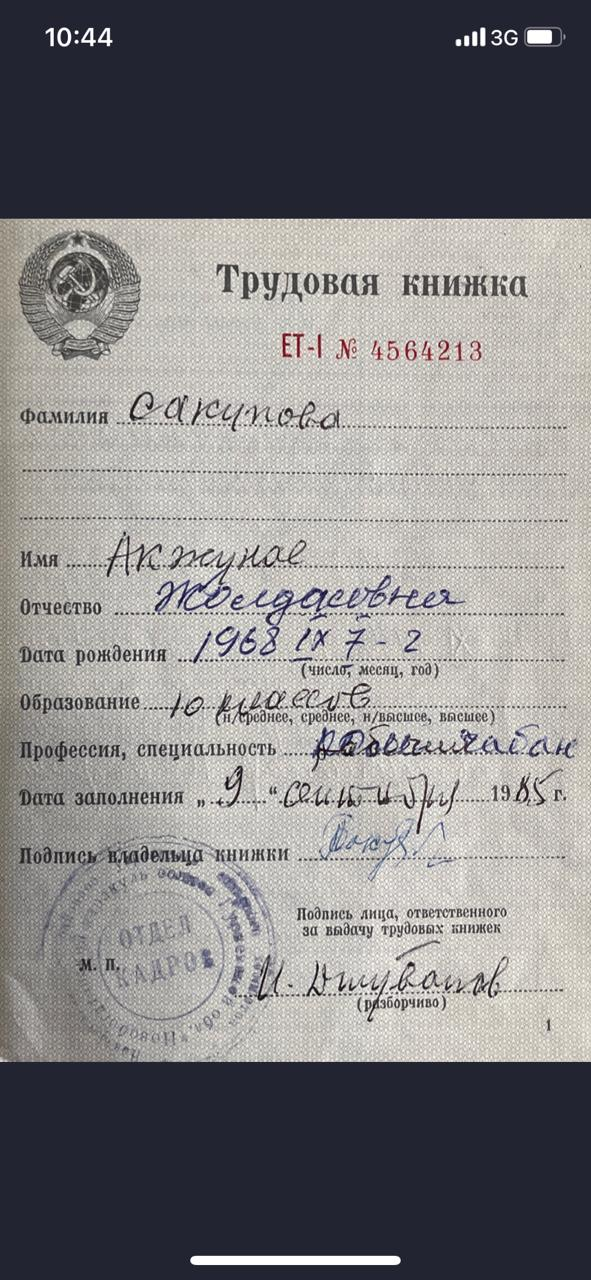 10:44 3G
Трудовая книжка
ЕТ-I № 4564213
Фамилия Сакупова
Имя Акжунас
Отчество Жолдасовна
Дата рождения 1968 IX 7 - 2
(число, месяц, год)
Образование 10 классов
(н/среднее, среднее, н/высшее, высшее)
Профессия, специальность чабан
Дата заполнения „ 9 “ сентября 1985 г.
Подпись владельца книжки
Подпись лица, ответственного
за выдачу трудовых книжек
ОТДЕЛ
КАДРОВ
М. П.
(разборчиво)
1